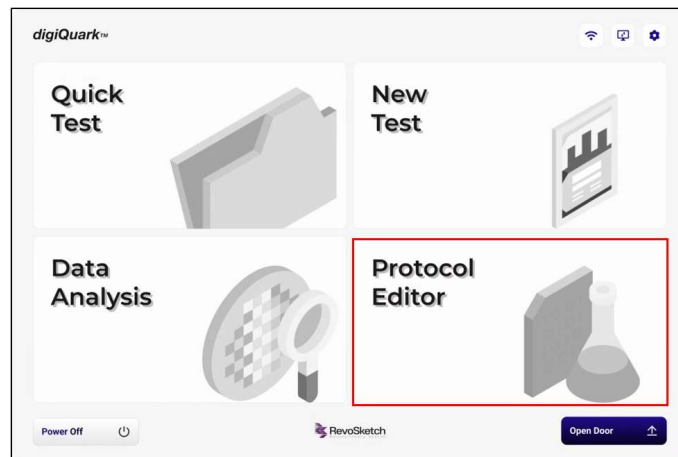 digiQuark™
Quick
Test
New
Test
Data
Analysis
Protocol
Editor
Power Off
RevoSketch
Open Door